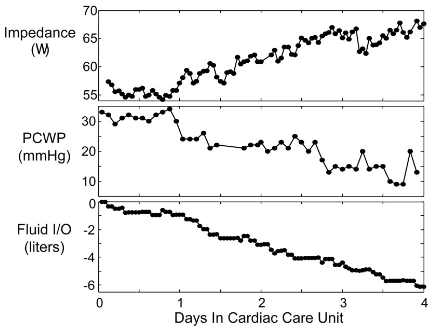 Impedance
(W)
70
65
60
55
PCWP
(mmHg)
30
20
10
Fluid I/O
(liters)
0
-2
-4
-6
0 1 2 3 4
Days In Cardiac Care Unit